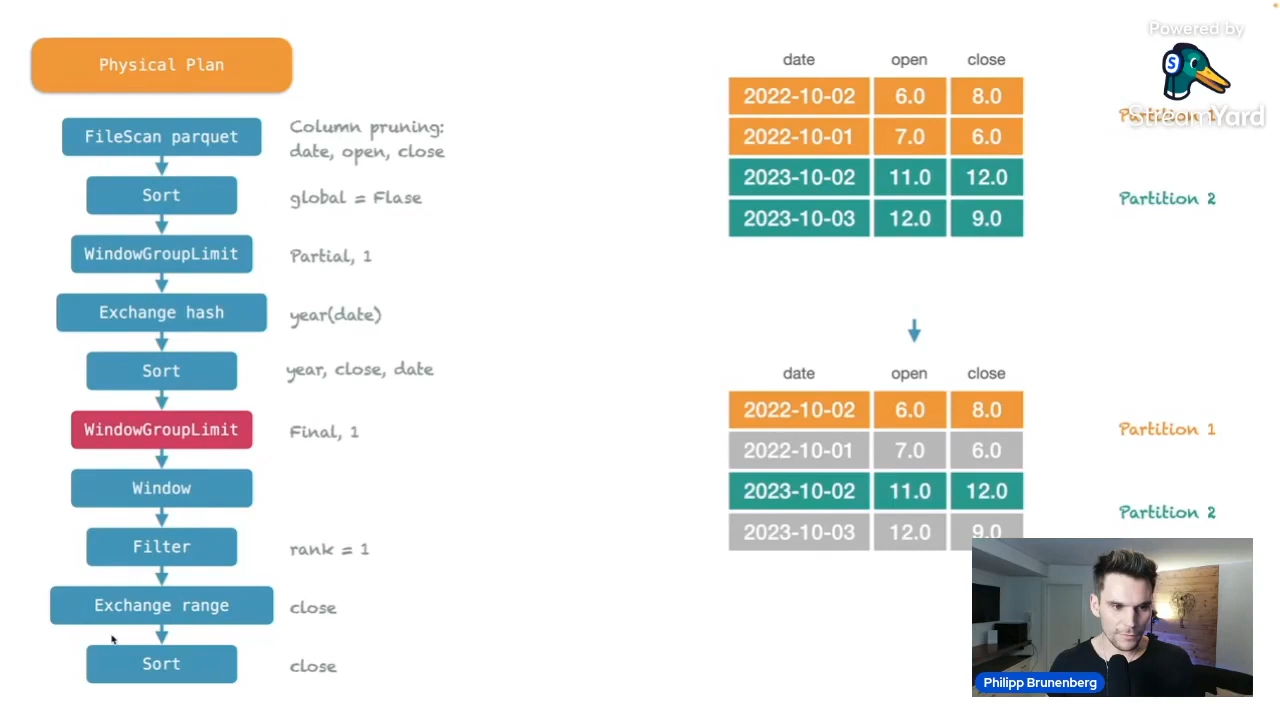 Physical Plan
FileScan parquet
Column pruning:
date, open, close
Sort
global = Flase
WindowGroupLimit
Partial, 1
Exchange hash
year(date)
Sort
year, close, date
WindowGroupLimit
Final, 1
Window
Filter
rank = 1
Exchange range
close
Sort
close
date open close
2022-10-02 6.0 8.0
2022-10-01 7.0 6.0
2023-10-02 11.0 12.0
2023-10-03 12.0 9.0
Partition 1
Partition 2
date open close
2022-10-02 6.0 8.0
2022-10-01 7.0 6.0
2023-10-02 11.0 12.0
2023-10-03 12.0 9.0
Partition 1
Partition 2
Powered by
S
StreamYard
Philipp Brunenberg